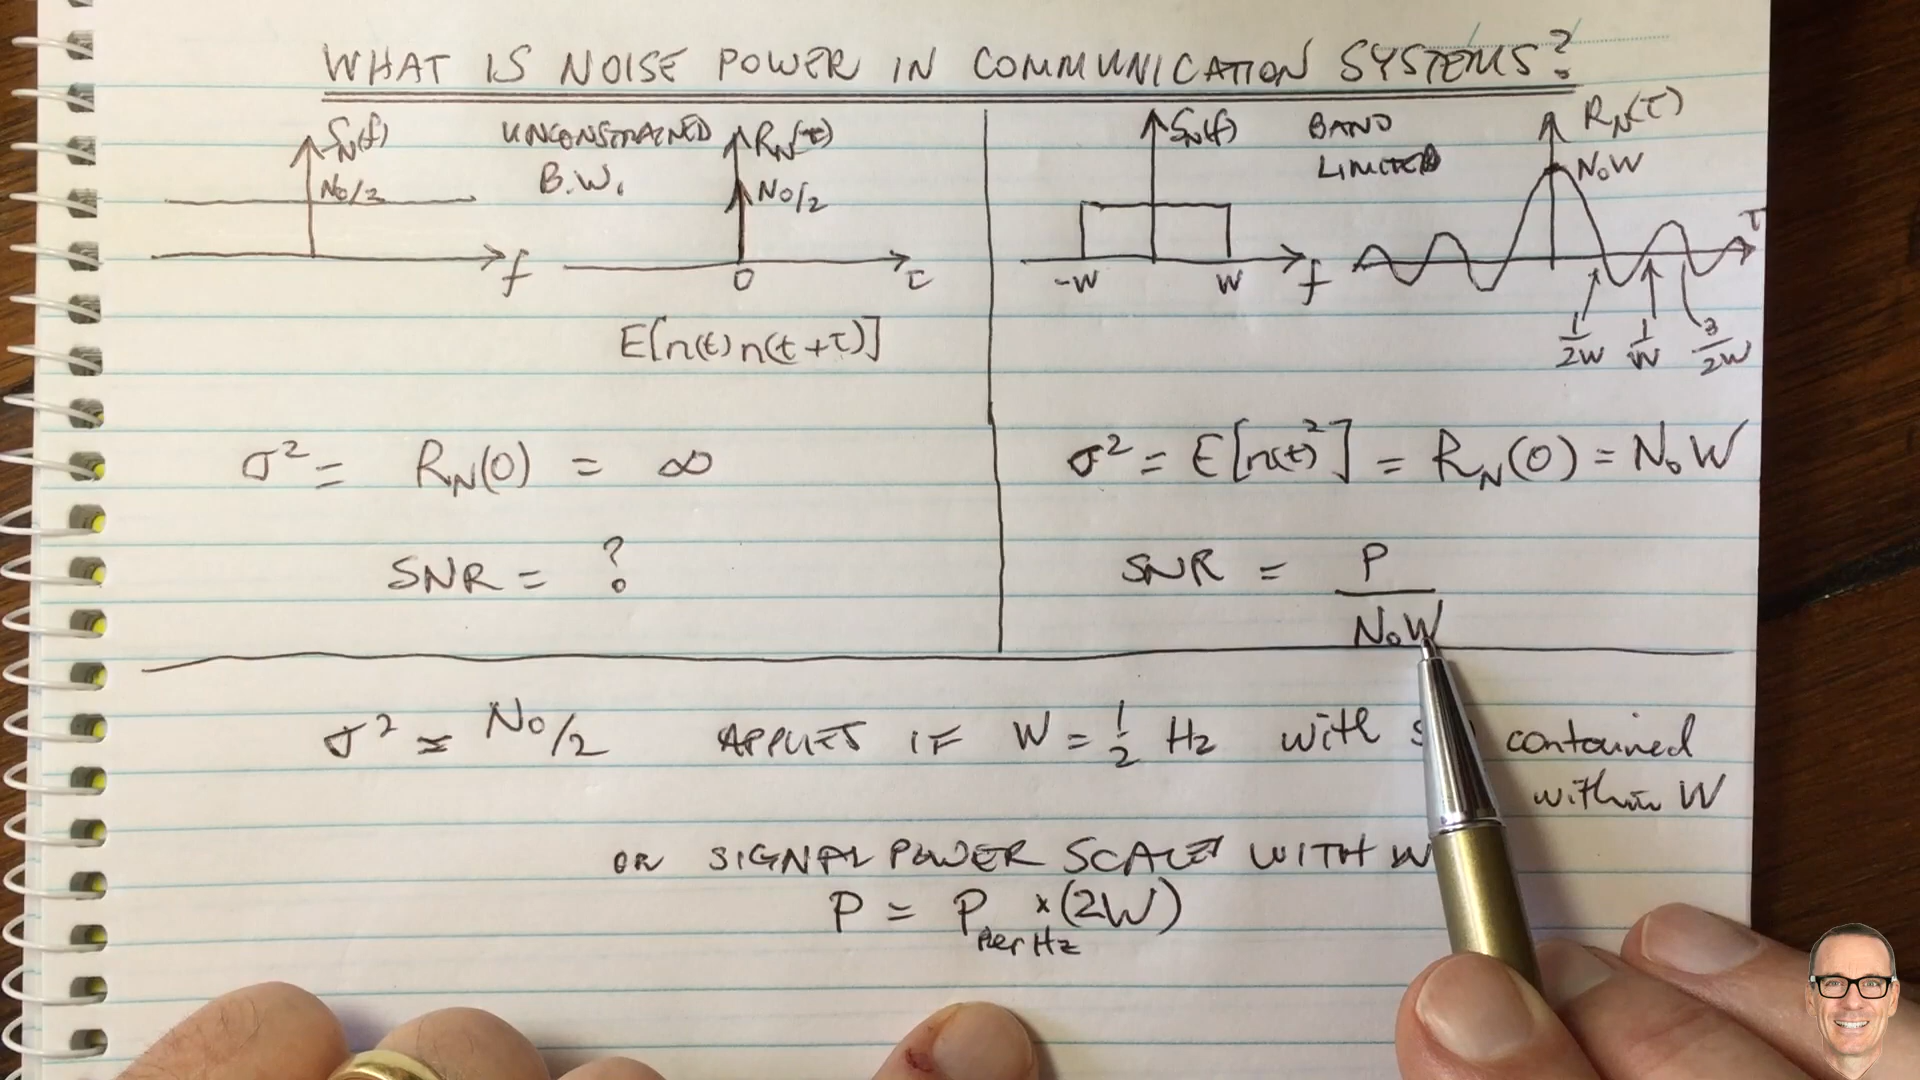 WHAT IS NOISE POWER IN COMMUNICATION SYSTEMS?
S_N(f)
N₀/2
f
UNCONSTRAINED
B.W.
R_N(τ)
N₀/2
0
τ
E[n(t)n(t+τ)]
σ² = R_N(0) = ∞
SNR = ?
S_N(f)
-W
W
f
BAND
LIMITED
R_N(τ)
N₀W
τ
1/2W
1/W
3/2W
σ² = E[n(t)²] = R_N(0) = N₀W
SNR = P/N₀W
σ² = N₀/2 APPLIES IF W = 1/2 Hz with contained
within W
OR SIGNAL POWER SCALES WITH W
P = P_per Hz × (2W)